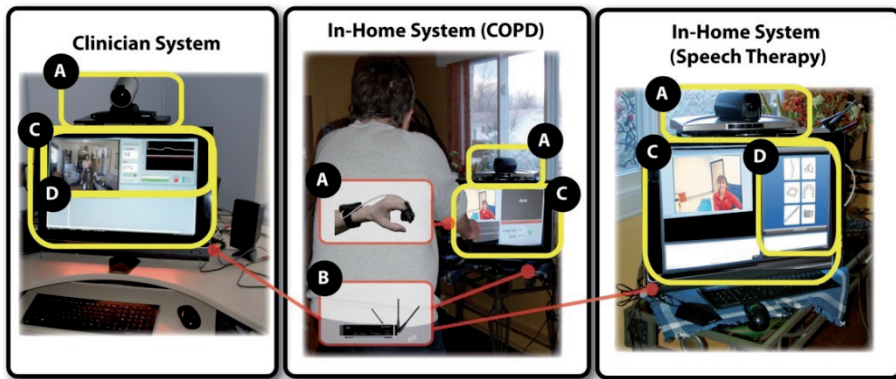 Clinician System
A
C
D
In-Home System (COPD)
A
A
C
B
In-Home System
(Speech Therapy)
A
C
D